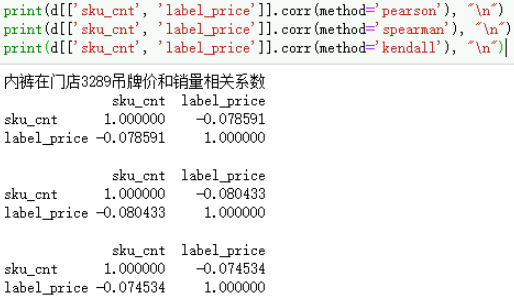 print(d[['sku_cnt', 'label_price']].corr(method='pearson'), "\n")
print(d[['sku_cnt', 'label_price']].corr(method='spearman'), "\n")
print(d[['sku_cnt', 'label_price']].corr(method='kendall'), "\n")
内裤在门店3289吊牌价和销量相关系数
sku_cnt label_price
sku_cnt 1.000000 -0.078591
label_price -0.078591 1.000000
sku_cnt label_price
sku_cnt 1.000000 -0.080433
label_price -0.080433 1.000000
sku_cnt label_price
sku_cnt 1.000000 -0.074534
label_price -0.074534 1.000000